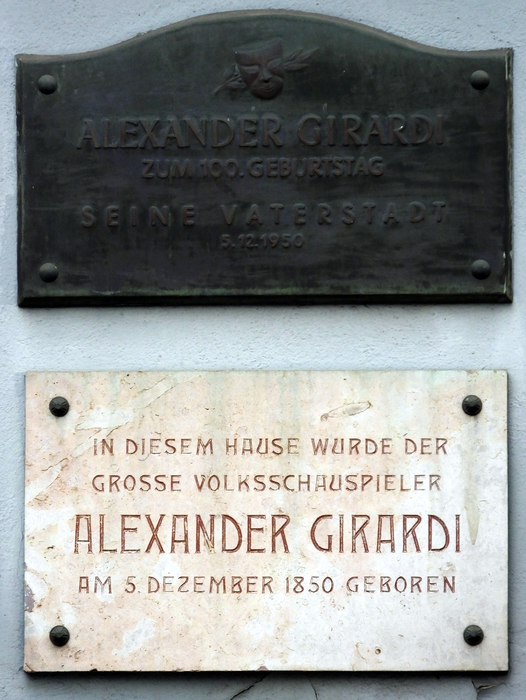 ALEXANDER GIRARDI
ZUM 100. GEBURTSTAG
SEINE VATERSTADT
5.12.1950
IN DIESEM HAUSE WURDE DER
GROSSE VOLKSSCHAUSPIELER
ALEXANDER GIRARDI
AM 5. DEZEMBER 1850 GEBOREN